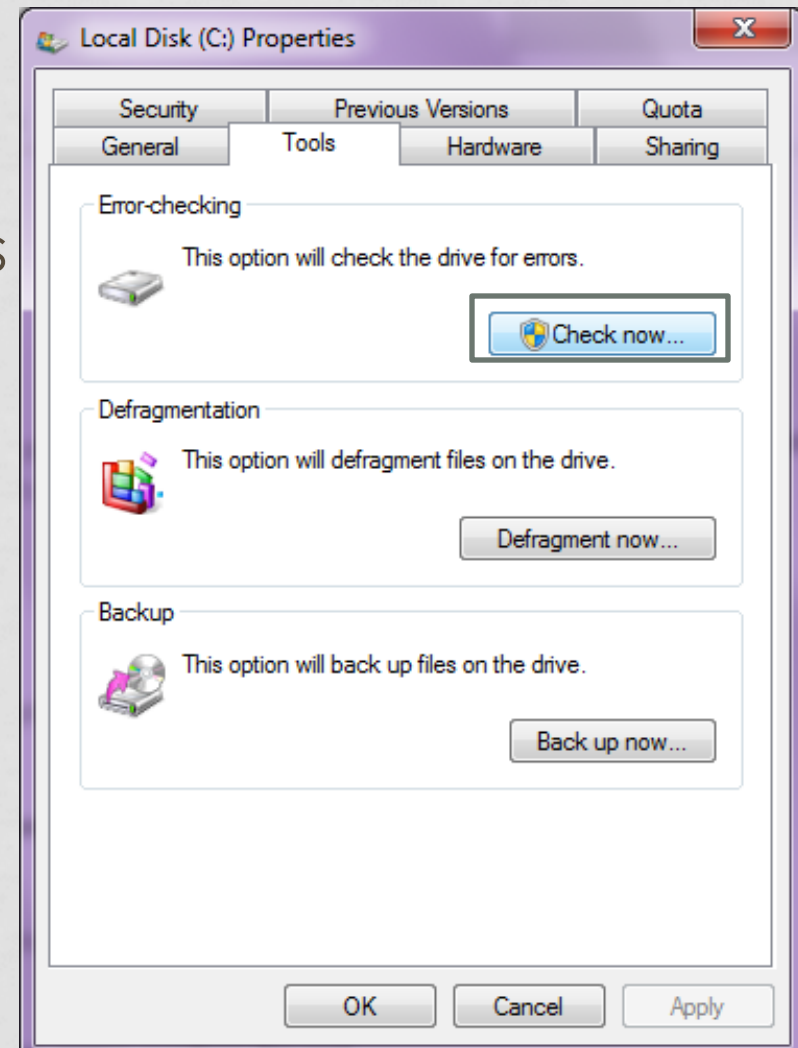 Local Disk (C:) Properties
Security Previous Versions Quota
General Tools Hardware Sharing
Error-checking
This option will check the drive for errors.
Check now...
Defragmentation
This option will defragment files on the drive.
Defragment now...
Backup
This option will back up files on the drive.
Back up now...
OK Cancel Apply